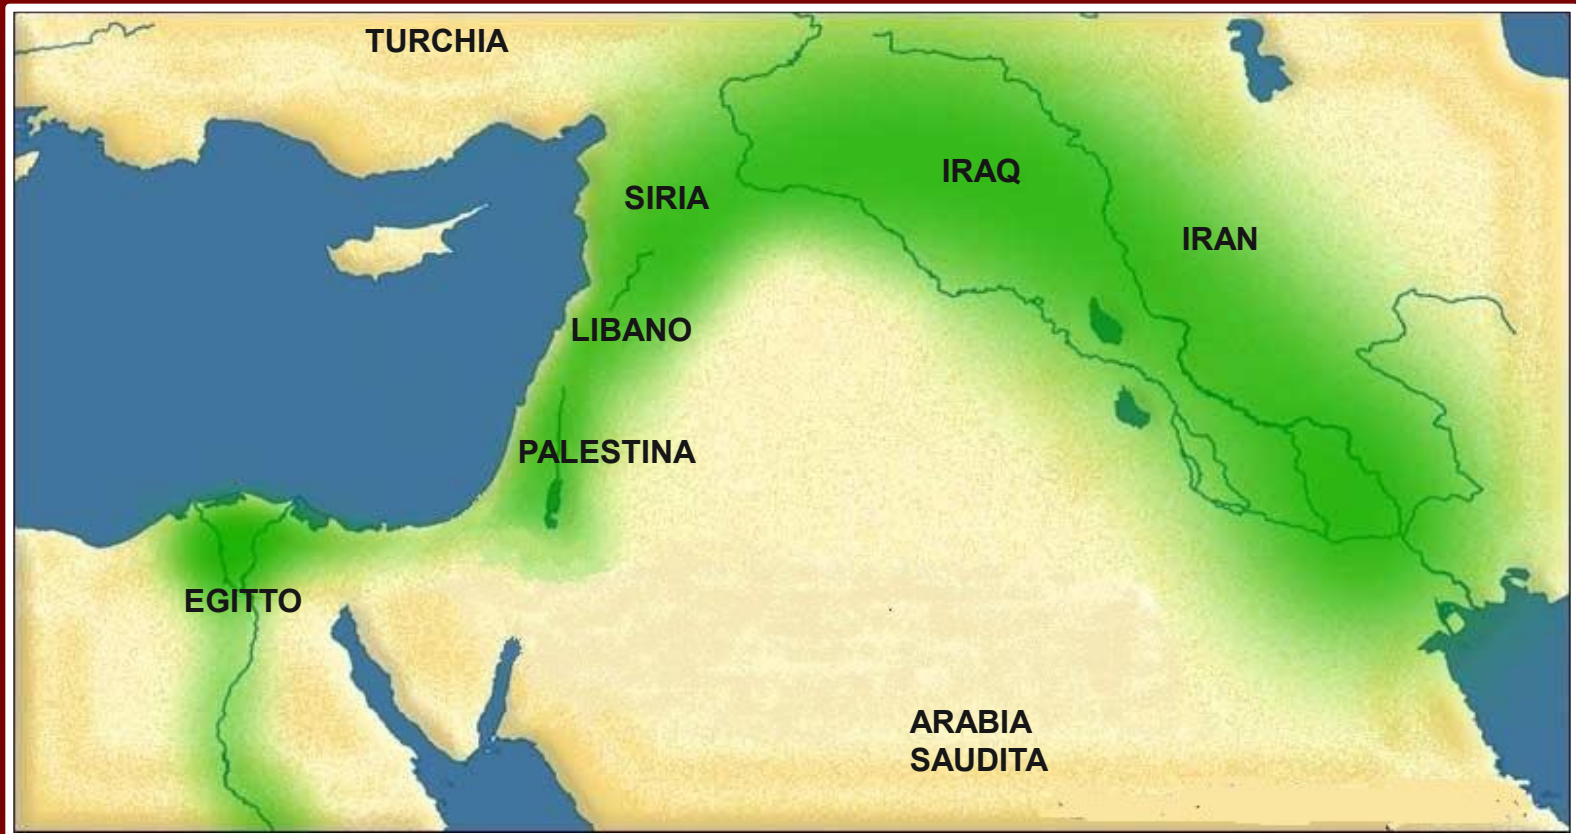 TURCHIA
IRAQ
SIRIA
IRAN
LIBANO
PALESTINA
EGITTO
ARABIA
SAUDITA